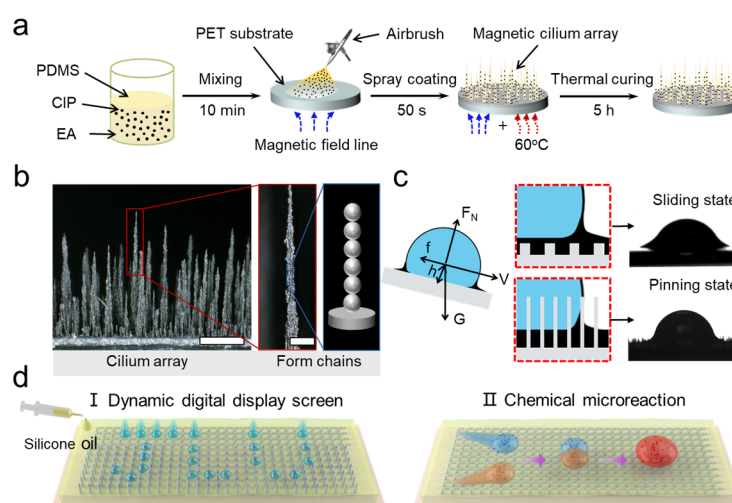 a
PDMS
CIP
EA
Mixing
10 min
PET substrate
Airbrush
Magnetic field line
Spray coating
50 s
Magnetic cilium array
+
60°C
Thermal curing
5 h
b
Cilium array
Form chains
c
F_N
f
h
V
G
Sliding state
Pinning state
d
I Dynamic digital display screen
Silicone oil
II Chemical microreaction